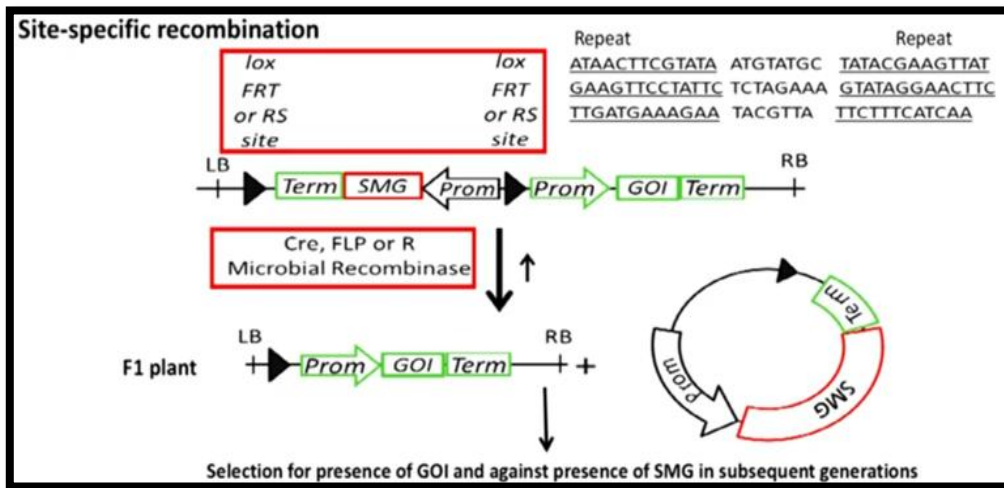 Site-specific recombination
lox lox
FRT FRT
or RS or RS
site site
Repeat Repeat
ATAACTTCGTATA ATGTATGC TATACGAAGTTAT
GAAGTTCCTATTC TCTAGAAA GTATAGGAACTTC
TTGATGAAAGAA TACGTTA TTCTTTCATCAA
LB RB
Term SMG Prom Prom GOI Term
Cre, FLP or R
Microbial Recombinase
LB RB
F1 plant Prom GOI Term +
Term
Prom
SMG
Selection for presence of GOI and against presence of SMG in subsequent generations